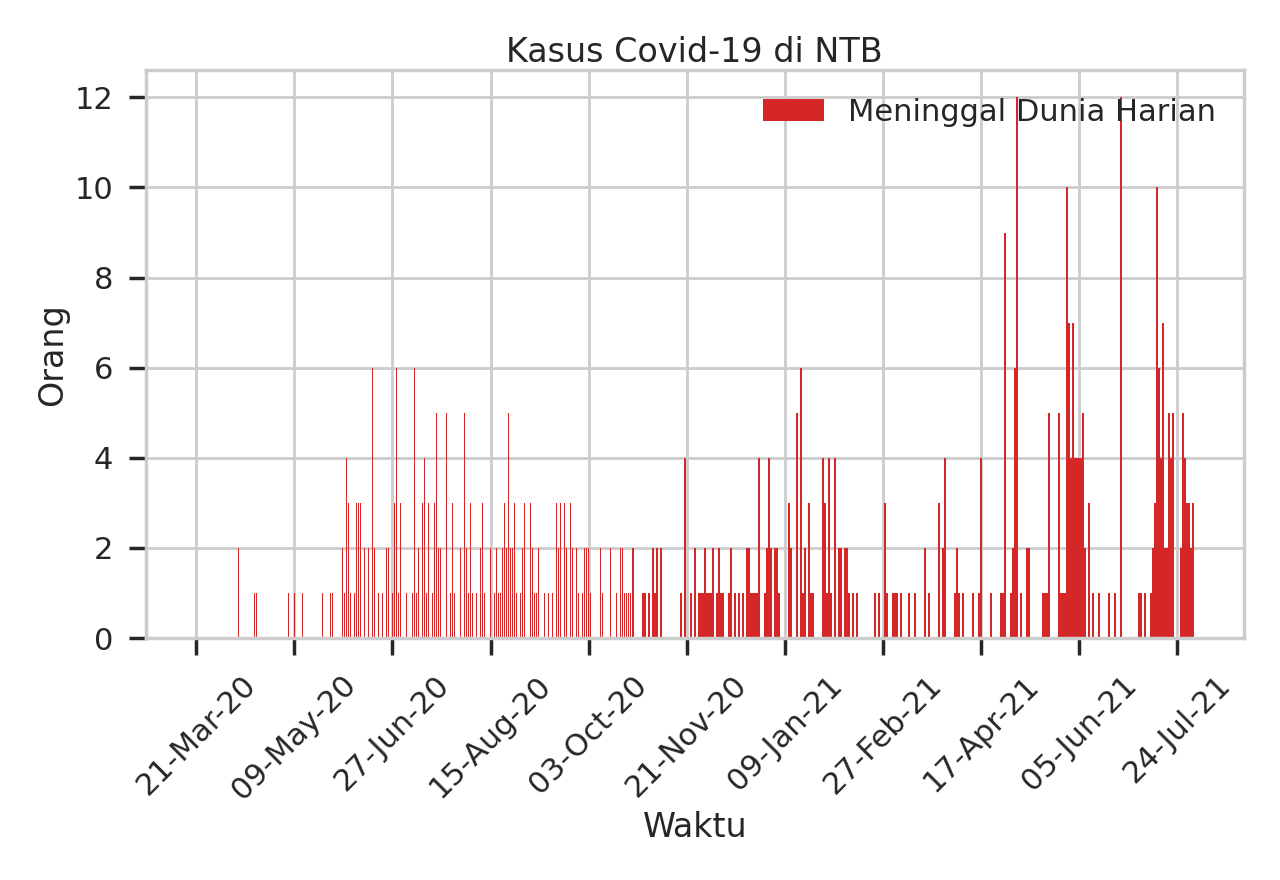 Kasus Covid-19 di NTB
Meninggal Dunia Harian
Orang
12
10
8
6
4
2
0
21-Mar-20
09-May-20
27-Jun-20
15-Aug-20
03-Oct-20
21-Nov-20
09-Jan-21
27-Feb-21
17-Apr-21
05-Jun-21
24-Jul-21
Waktu